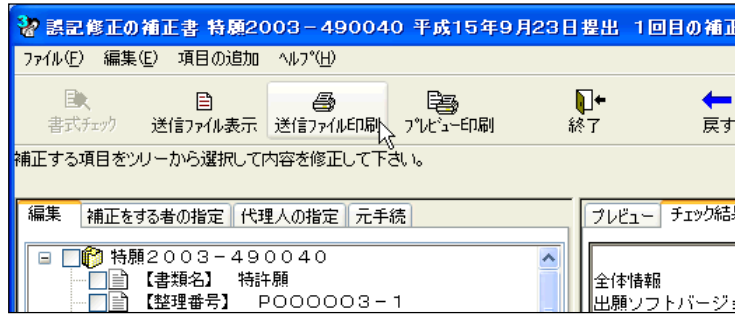 誤記修正の補正書 特願2003－490040 平成15年9月23日提出 1回目の補正
ファイル(F) 編集(E) 項目の追加 ヘルプ(H)
書式チェック 送信ファイル表示 送信ファイル印刷 プレビュー印刷 終了 戻す
補正する項目をツリーから選択して内容を修正して下さい。
編集 補正をする者の指定 代理人の指定 元手続 プレビュー チェック結果
特願２００３－４９００４０
【書類名】 特許願
【整理番号】 Ｐ０００００３－１
全体情報
出願ソフトバージョ